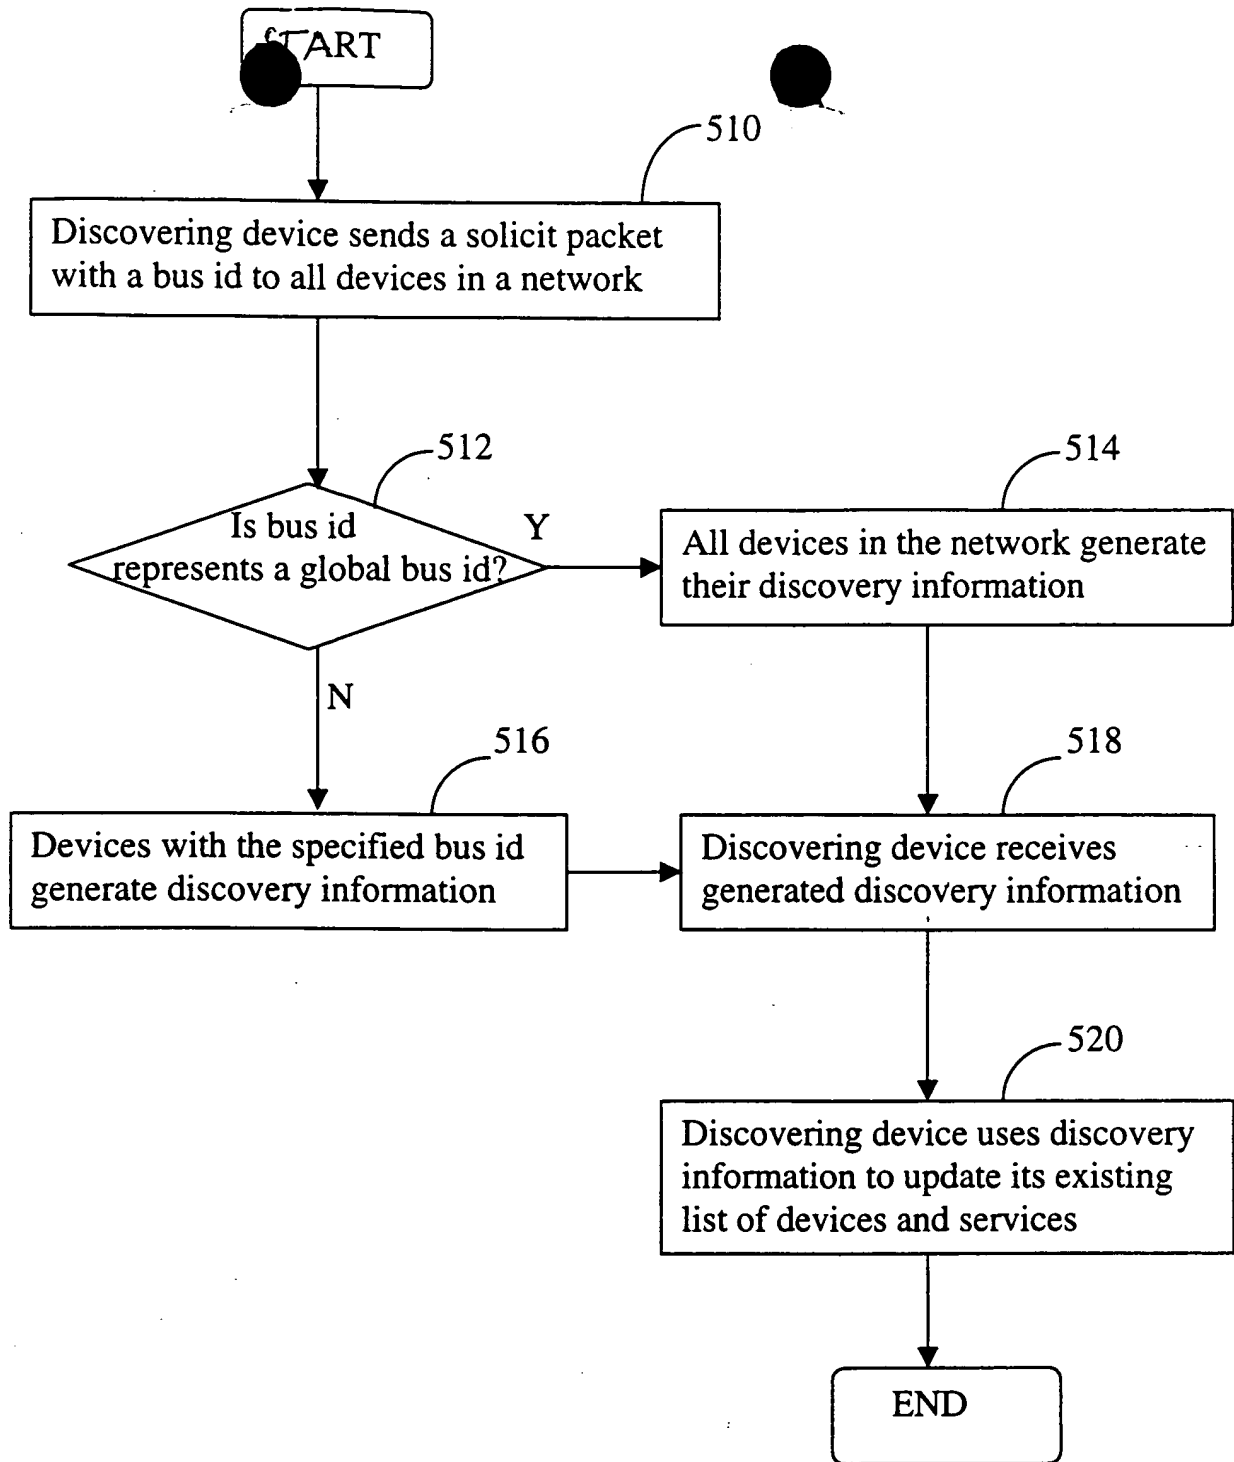 START
510
Discovering device sends a solicit packet
with a bus id to all devices in a network
512
Is bus id
represents a global bus id?
Y
N
514
All devices in the network generate
their discovery information
516
Devices with the specified bus id
generate discovery information
518
Discovering device receives
generated discovery information
520
Discovering device uses discovery
information to update its existing
list of devices and services
END